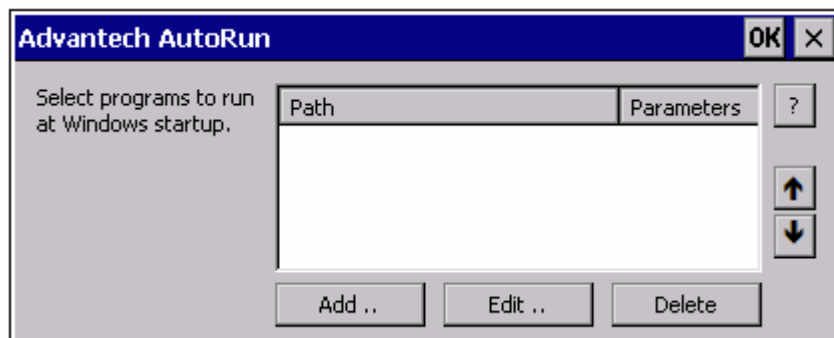 Advantech AutoRun OK ×
Select programs to run
at Windows startup.
Path Parameters ?
Add .. Edit .. Delete